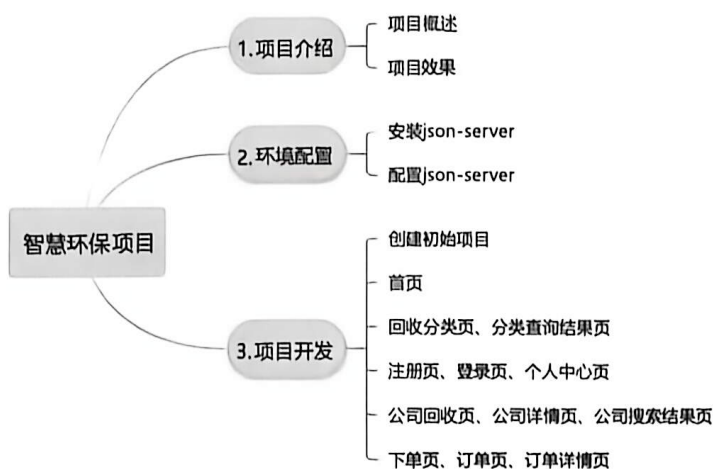 智慧环保项目
1.项目介绍
项目概述
项目效果
2.环境配置
安装json-server
配置json-server
3.项目开发
创建初始项目
首页
回收分类页、分类查询结果页
注册页、登录页、个人中心页
公司回收页、公司详情页、公司搜索结果页
下单页、订单页、订单详情页